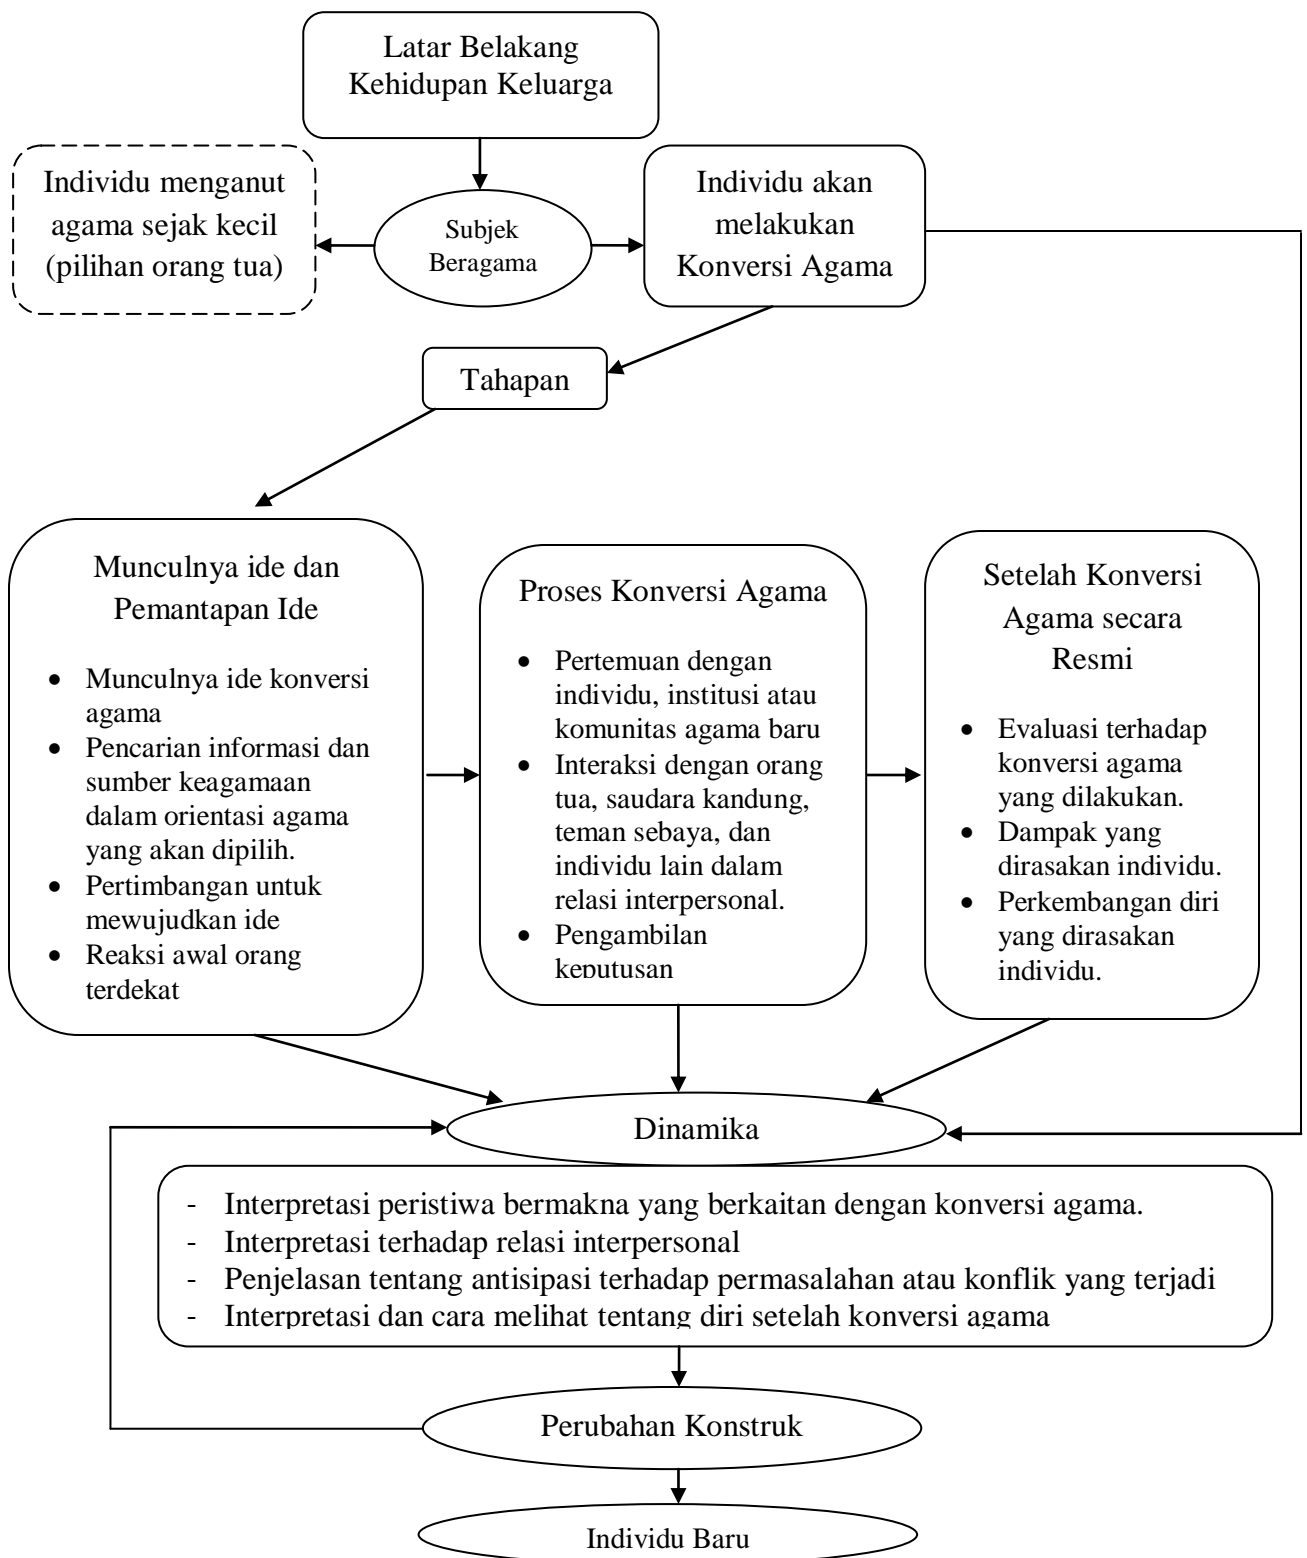 Latar Belakang
Kehidupan Keluarga
Individu menganut
agama sejak kecil
(pilihan orang tua)
Subjek
Beragama
Individu akan
melakukan
Konversi Agama
Tahapan
Munculnya ide dan
Pemantapan Ide
• Munculnya ide konversi
agama
• Pencarian informasi dan
sumber keagamaan
dalam orientasi agama
yang akan dipilih.
• Pertimbangan untuk
mewujudkan ide
• Reaksi awal orang
terdekat
Proses Konversi Agama
• Pertemuan dengan
individu, institusi atau
komunitas agama baru
• Interaksi dengan orang
tua, saudara kandung,
teman sebaya, dan
individu lain dalam
relasi interpersonal.
• Pengambilan
keputusan
Setelah Konversi
Agama secara
Resmi
• Evaluasi terhadap
konversi agama
yang dilakukan.
• Dampak yang
dirasakan individu.
• Perkembangan diri
yang dirasakan
individu.
Dinamika
- Interpretasi peristiwa bermakna yang berkaitan dengan konversi agama.
- Interpretasi terhadap relasi interpersonal
- Penjelasan tentang antisipasi terhadap permasalahan atau konflik yang terjadi
- Interpretasi dan cara melihat tentang diri setelah konversi agama
Perubahan Konstruk
Individu Baru